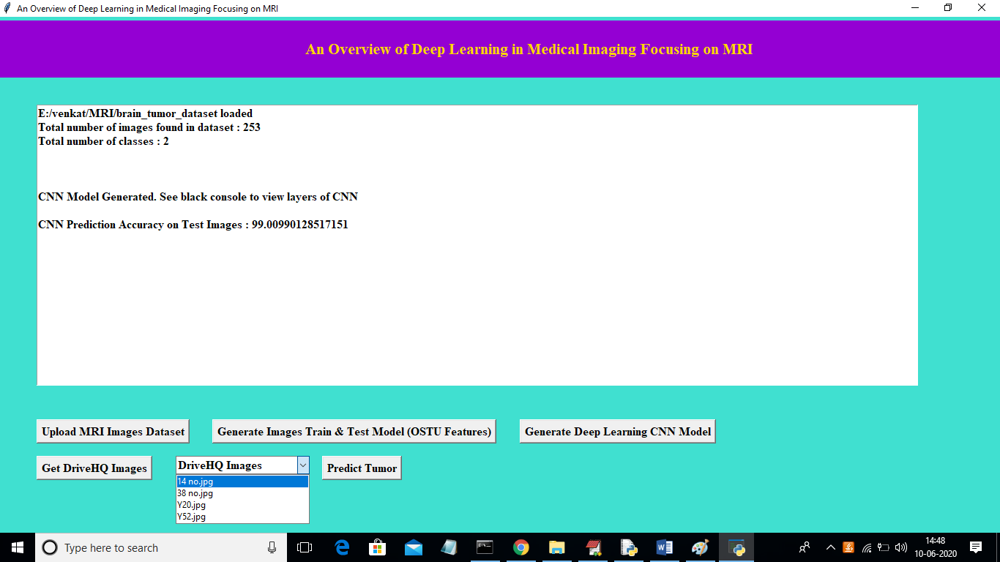 An Overview of Deep Learning in Medical Imaging Focusing on MRI
An Overview of Deep Learning in Medical Imaging Focusing on MRI
E:/venkat/MRI/brain_tumor_dataset loaded
Total number of images found in dataset : 253
Total number of classes : 2
CNN Model Generated. See black console to view layers of CNN
CNN Prediction Accuracy on Test Images : 99.00990128517151
Upload MRI Images Dataset
Generate Images Train & Test Model (OSTU Features)
Generate Deep Learning CNN Model
Get DriveHQ Images
DriveHQ Images
Predict Tumor
14 no.jpg
38 no.jpg
Y20.jpg
Y52.jpg
Type here to search
14:48
10-06-2020